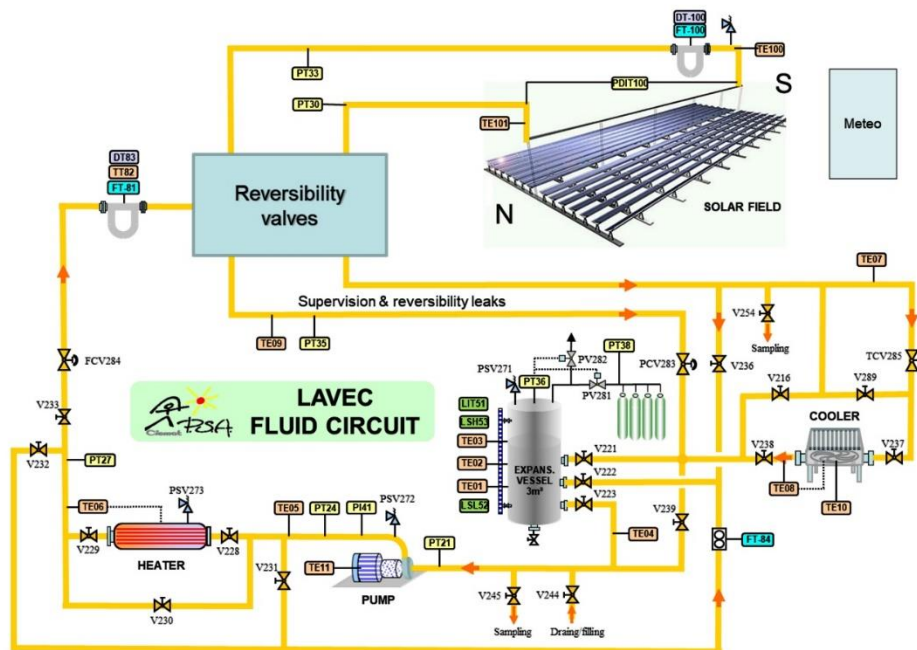 DT-100
FT-100
TE100
PT33
PDIT100
S
PT30
TE101
Meteo
DT83
TT82
FT-81
Reversibility
valves
N
SOLAR FIELD
TE07
Supervision & reversibility leaks
V254
TE09
PT35
PV282
PT38
PCV283
Sampling
TCV285
FCV284
PSV271
PT36
V236
PV281
V216
V289
LAVEC
FLUID CIRCUIT
Ciemat
PSA
COOLER
V233
LIT51
LSH53
V232
TE03
V221
V238
V237
PT27
TE02
EXPANS.
VESSEL
3m³
V222
TE08
TE10
TE06
PSV273
TE01
V223
PSV272
LSL52
V239
TE05
PT24
PI41
TE04
FT-84
V229
V228
PT21
HEATER
V231
TE11
PUMP
V245
V244
V230
Sampling
Draing/filling